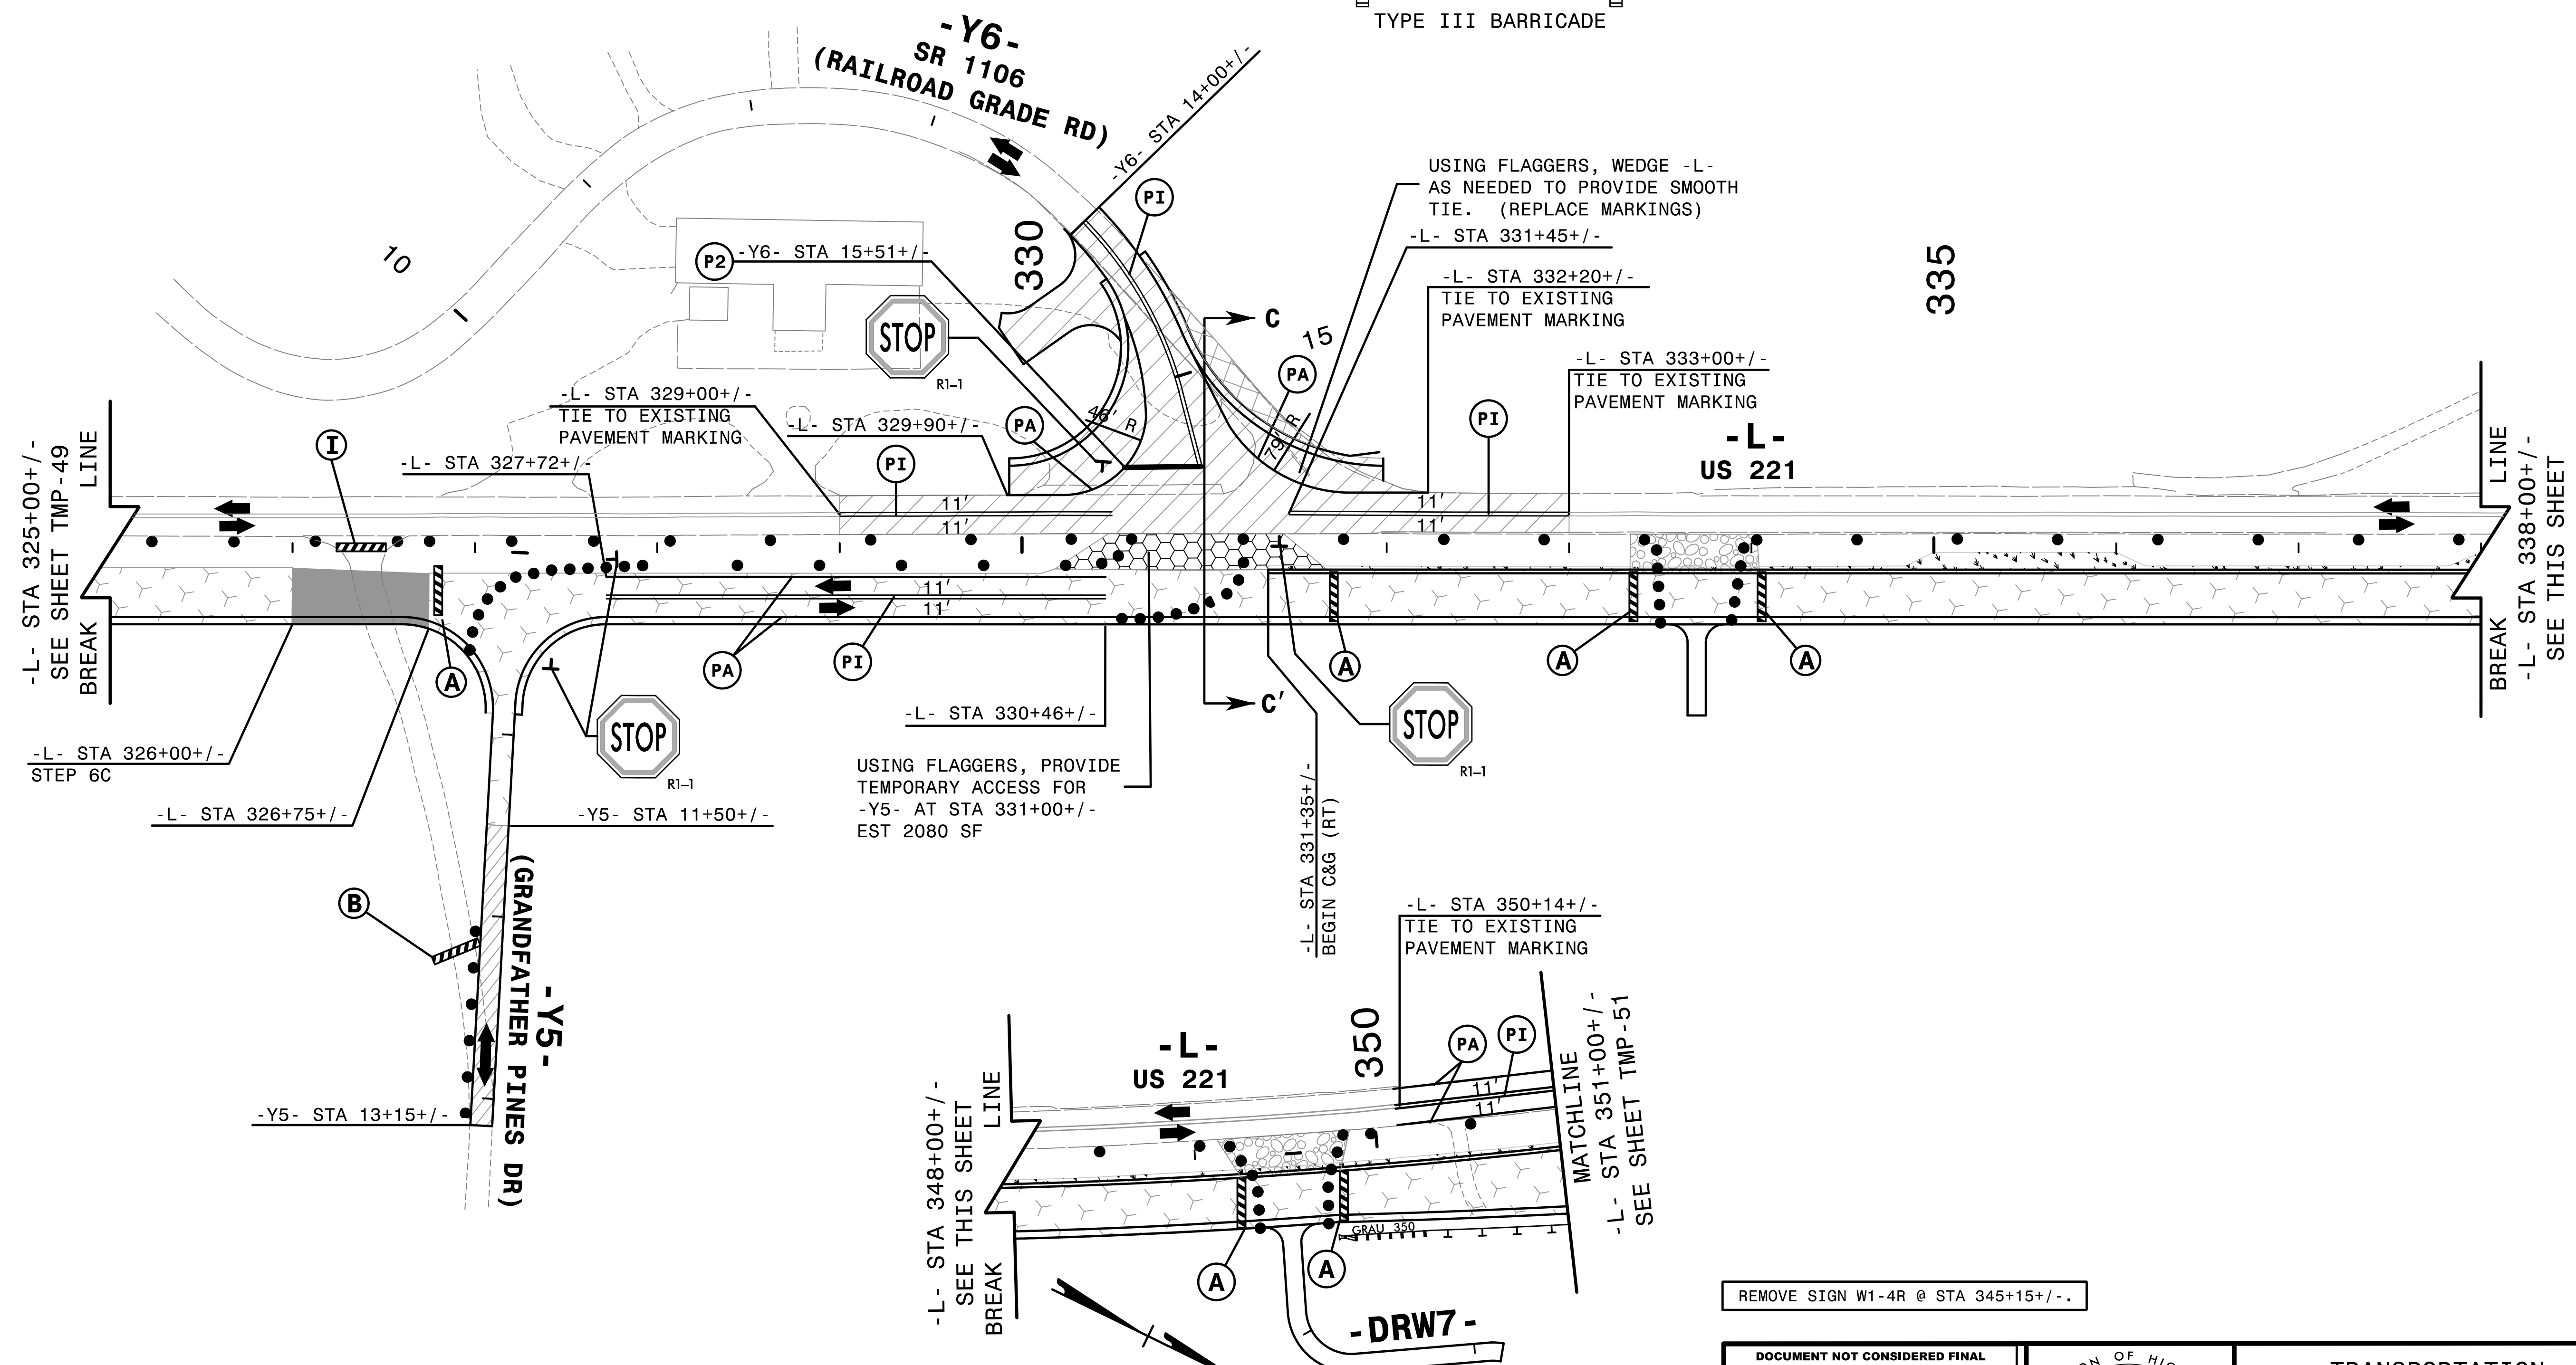 TYPE III BARRICADE
-Y6-
SR 1106
(RAILROAD GRADE RD)
-Y6- STA 14+00+/-
PI
USING FLAGGERS, WEDGE -L-
AS NEEDED TO PROVIDE SMOOTH
TIE. (REPLACE MARKINGS)
-L- STA 331+45+/-
-L- STA 332+20+/-
TIE TO EXISTING
PAVEMENT MARKING
-L- STA 333+00+/-
TIE TO EXISTING
PAVEMENT MARKING
10
P2
-Y6- STA 15+51+/-
330
335
STOP
R1-1
C
15
PA
79' R
PI
-L-
US 221
-L- STA 329+00+/-
TIE TO EXISTING
PAVEMENT MARKING
-L- STA 329+90+/-
PA
46' R
PI
I
-L- STA 327+72+/-
-L- STA 325+00+/-
SEE SHEET TMP-49
BREAK LINE
11'
11'
11'
11'
11'
11'
BREAK LINE
-L- STA 338+00+/-
SEE THIS SHEET
A
PA
PI
A
A
A
C'
STOP
R1-1
STOP
R1-1
-L- STA 330+46+/-
-L- STA 326+00+/-
STEP 6C
-L- STA 326+75+/-
-Y5- STA 11+50+/-
USING FLAGGERS, PROVIDE
TEMPORARY ACCESS FOR
-Y5- AT STA 331+00+/-
EST 2080 SF
-L- STA 331+35+/-
BEGIN C&G (RT)
B
-Y5-
(GRANDFATHER PINES DR)
-Y5- STA 13+15+/-
-L- STA 350+14+/-
TIE TO EXISTING
PAVEMENT MARKING
-L-
US 221
350
PA
PI
11'
11'
-L- STA 348+00+/-
SEE THIS SHEET
BREAK LINE
MATCHLINE
-L- STA 351+00+/-
SEE SHEET TMP-51
GRAU 350
A
A
-DRW7-
REMOVE SIGN W1-4R @ STA 345+15+/-.
DOCUMENT NOT CONSIDERED FINAL